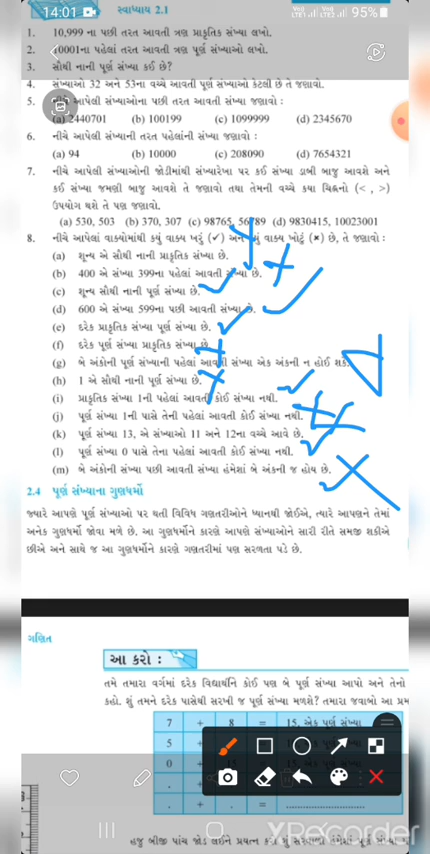 14:01 95%
સ્વાધ્યાય 2.1
1. 10,999 ના પછી તરત આવતી ત્રણ પ્રાકૃતિક સંખ્યા લખો.
2. 10001ના પહેલાં તરત આવતી ત્રણ પૂર્ણ સંખ્યાઓ લખો.
3. સૌથી નાની પૂર્ણ સંખ્યા કઈ છે?
4. સંખ્યાઓ 32 અને 53ના વચ્ચે આવતી પૂર્ણ સંખ્યાઓ કેટલી છે તે જણાવો.
5. આપેલી સંખ્યાઓના પછી તરત આવતી સંખ્યા જણાવો :
(a) 2440701 (b) 100199 (c) 1099999 (d) 2345670
6. નીચે આપેલી સંખ્યાની તરત પહેલાંની સંખ્યા જણાવો :
(a) 94 (b) 10000 (c) 208090 (d) 7654321
7. નીચે આપેલી સંખ્યાઓની જોડીમાંથી સંખ્યારેખા પર કઈ સંખ્યા ડાબી બાજુ આવશે અને
કઈ સંખ્યા જમણી બાજુ આવશે તે જણાવો તથા તેમની વચ્ચે કયા ચિહ્નનો (< , >)
ઉપયોગ થશે તે પણ જણાવો.
(a) 530, 503 (b) 370, 307 (c) 98765, 56789 (d) 9830415, 10023001
8. નીચે આપેલાં વાક્યોમાંથી કયું વાક્ય ખરું (✓) અને કયું વાક્ય ખોટું (×) છે, તે જણાવો :
(a) શૂન્ય એ સૌથી નાની પ્રાકૃતિક સંખ્યા છે.
(b) 400 એ સંખ્યા 399ના પહેલા આવતી સંખ્યા છે.
(c) શૂન્ય સૌથી નાની પૂર્ણ સંખ્યા છે.
(d) 600 એ સંખ્યા 599ના પછી આવતી સંખ્યા છે.
(e) દરેક પ્રાકૃતિક સંખ્યા પૂર્ણ સંખ્યા છે.
(f) દરેક પૂર્ણ સંખ્યા પ્રાકૃતિક સંખ્યા છે.
(g) બે અંકોની પૂર્ણ સંખ્યાની પહેલાં આવતી સંખ્યા એક અંકની ન હોઈ શકે.
(h) 1 એ સૌથી નાની પૂર્ણ સંખ્યા છે.
(i) પ્રાકૃતિક સંખ્યા 1ની પહેલાં આવતી કોઈ સંખ્યા નથી.
(j) પૂર્ણ સંખ્યા 1ની પાસે તેની પહેલાં આવતી કોઈ સંખ્યા નથી.
(k) પૂર્ણ સંખ્યા 13, એ સંખ્યાઓ 11 અને 12ના વચ્ચે આવે છે.
(l) પૂર્ણ સંખ્યા 0 પાસે તેના પહેલાં આવતી કોઈ સંખ્યા નથી.
(m) બે અંકોની સંખ્યા પછી આવતી સંખ્યા હંમેશાં બે અંકની જ હોય છે.
2.4 પૂર્ણ સંખ્યાના ગુણધર્મો
જ્યારે આપણે પૂર્ણ સંખ્યાઓ પર થતી વિવિધ ગણતરીઓને ધ્યાનથી જોઈએ, ત્યારે આપણને તેમાં
અનેક ગુણધર્મો જોવા મળે છે. આ ગુણધર્મોને કારણે આપણે સંખ્યાઓને સારી રીતે સમજી શકીએ
છીએ અને સાથે જ આ ગુણધર્મોને કારણે ગણતરીમાં પણ સરળતા પડે છે.
ગણિત
આ કરો :
તમે તમારા વર્ગમાં દરેક વિદ્યાર્થીને કોઈ પણ બે પૂર્ણ સંખ્યા આપો અને તેનો
કહો. શું તમને દરેક પાસેથી સરખી જ પૂર્ણ સંખ્યા મળશે? તમારા જવાબો આ પ્રમ
7 + 8 = 15, એક પૂર્ણ સંખ્યા
5 +
0 +
. + . = ....................
હજુ બીજી પાંચ જોડ લઈને પ્રયત્ન કરો
XRecorder